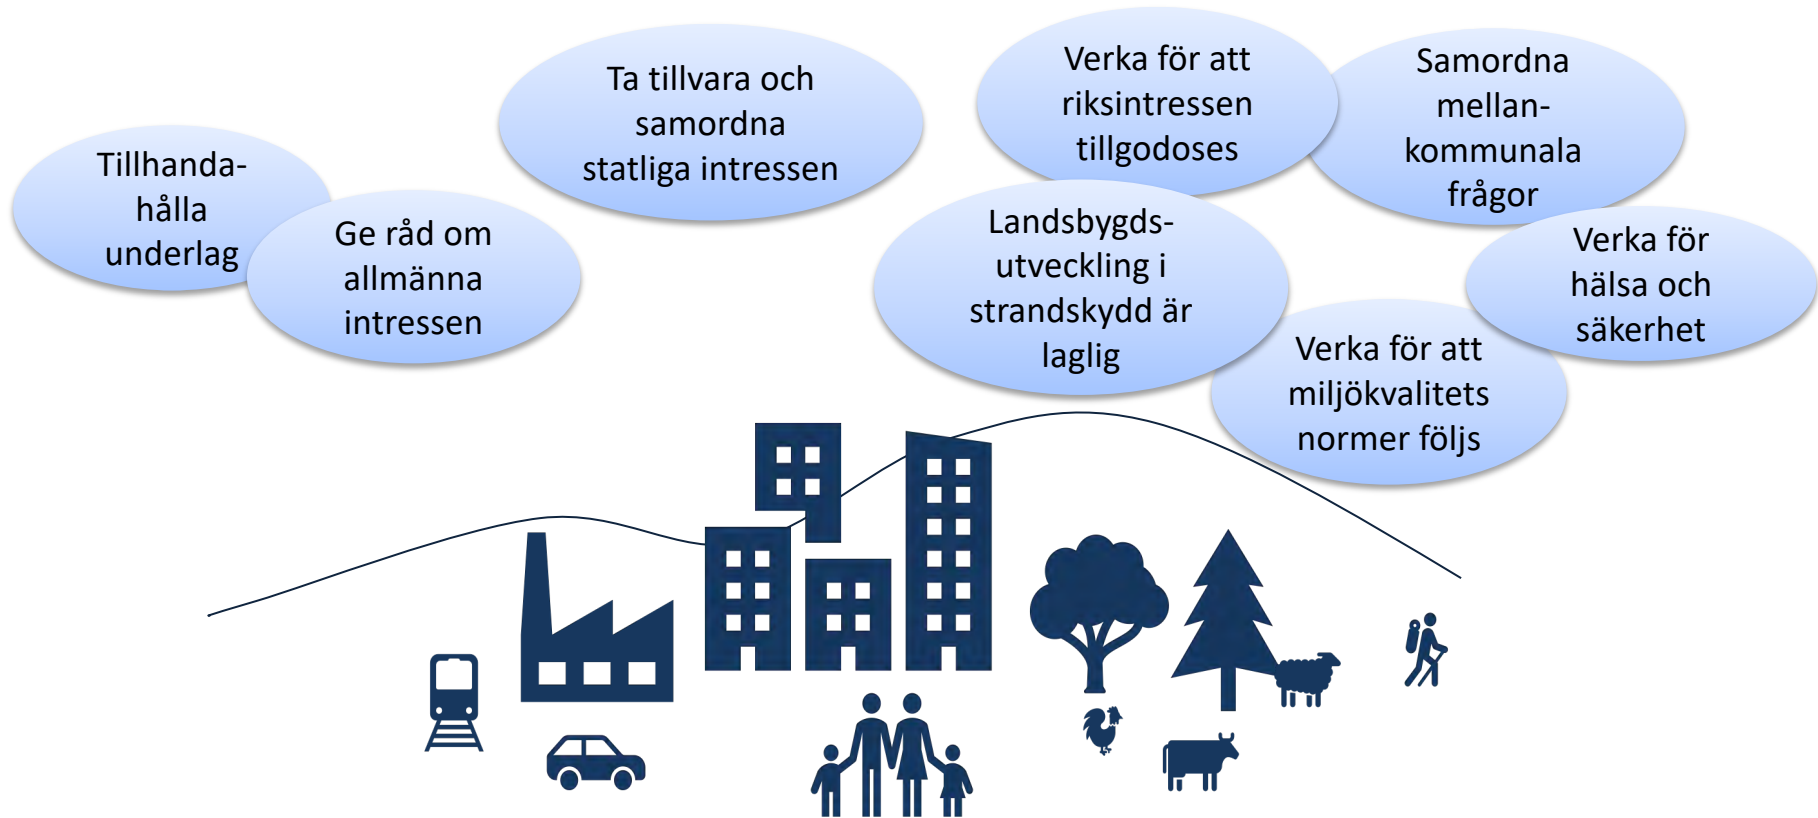 Tillhanda-
hålla
underlag
Ge råd om
allmänna
intressen
Ta tillvara och
samordna
statliga intressen
Verka för att
riksintressen
tillgodoses
Samordna
mellan-
kommunala
frågor
Landsbygds-
utveckling i
strandskydd är
laglig
Verka för
hälsa och
säkerhet
Verka för att
miljökvalitets
normer följs